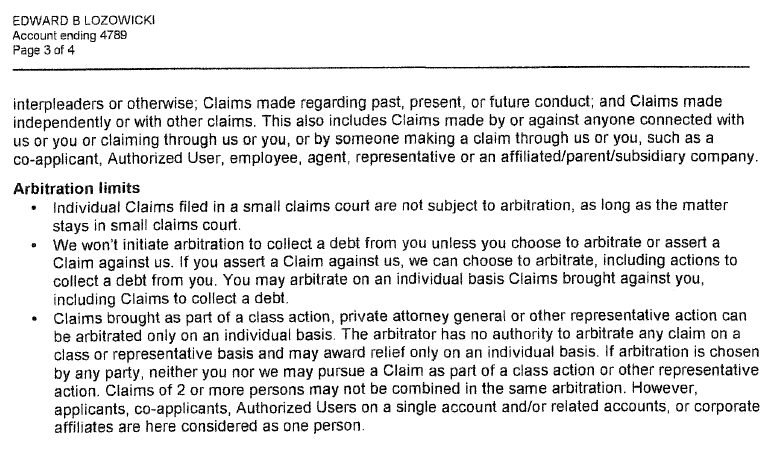 EDWARD B LOZOWICKI
Account ending 4789
Page 3 of 4
interpleaders or otherwise; Claims made regarding past, present, or future conduct; and Claims made
independently or with other claims. This also includes Claims made by or against anyone connected with
us or you or claiming through us or you, or by someone making a claim through us or you, such as a
co-applicant, Authorized User, employee, agent, representative or an affiliated/parent/subsidiary company.
Arbitration limits
• Individual Claims filed in a small claims court are not subject to arbitration, as long as the matter
stays in small claims court.
• We won't initiate arbitration to collect a debt from you unless you choose to arbitrate or assert a
Claim against us. If you assert a Claim against us, we can choose to arbitrate, including actions to
collect a debt from you. You may arbitrate on an individual basis Claims brought against you,
including Claims to collect a debt.
• Claims brought as part of a class action, private attorney general or other representative action can
be arbitrated only on an individual basis. The arbitrator has no authority to arbitrate any claim on a
class or representative basis and may award relief only on an individual basis. If arbitration is chosen
by any party, neither you nor we may pursue a Claim as part of a class action or other representative
action. Claims of 2 or more persons may not be combined in the same arbitration. However,
applicants, co-applicants, Authorized Users on a single account and/or related accounts, or corporate
affiliates are here considered as one person.